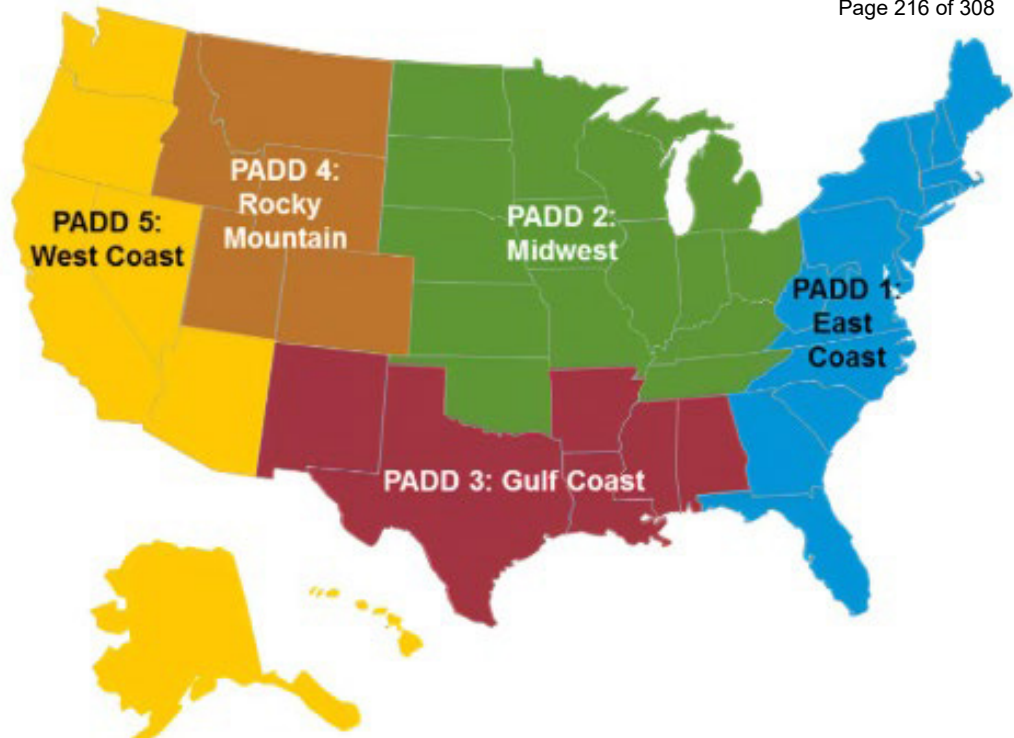 Page 216 of 308
PADD 4:
Rocky
Mountain
PADD 5:
West Coast
PADD 2:
Midwest
PADD 1:
East
Coast
PADD 3: Gulf Coast